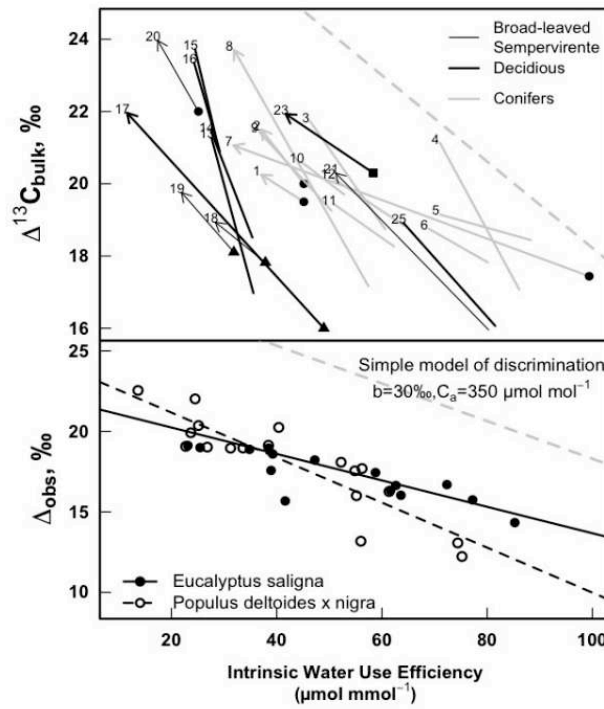 24
22
20
18
16
Δ¹³C_bulk, ‰
Broad-leaved
Sempervirente
Decidious
Conifers
20
15
16
8
17
14
13
7
9
2
23
3
4
1
10
12
21
11
19
18
25
5
6
25
20
15
10
Δ_obs, ‰
Simple model of discrimination
b=30‰,Cₐ=350 µmol mol⁻¹
Eucalyptus saligna
Populus deltoides x nigra
20 40 60 80 100
Intrinsic Water Use Efficiency
(µmol mmol⁻¹)